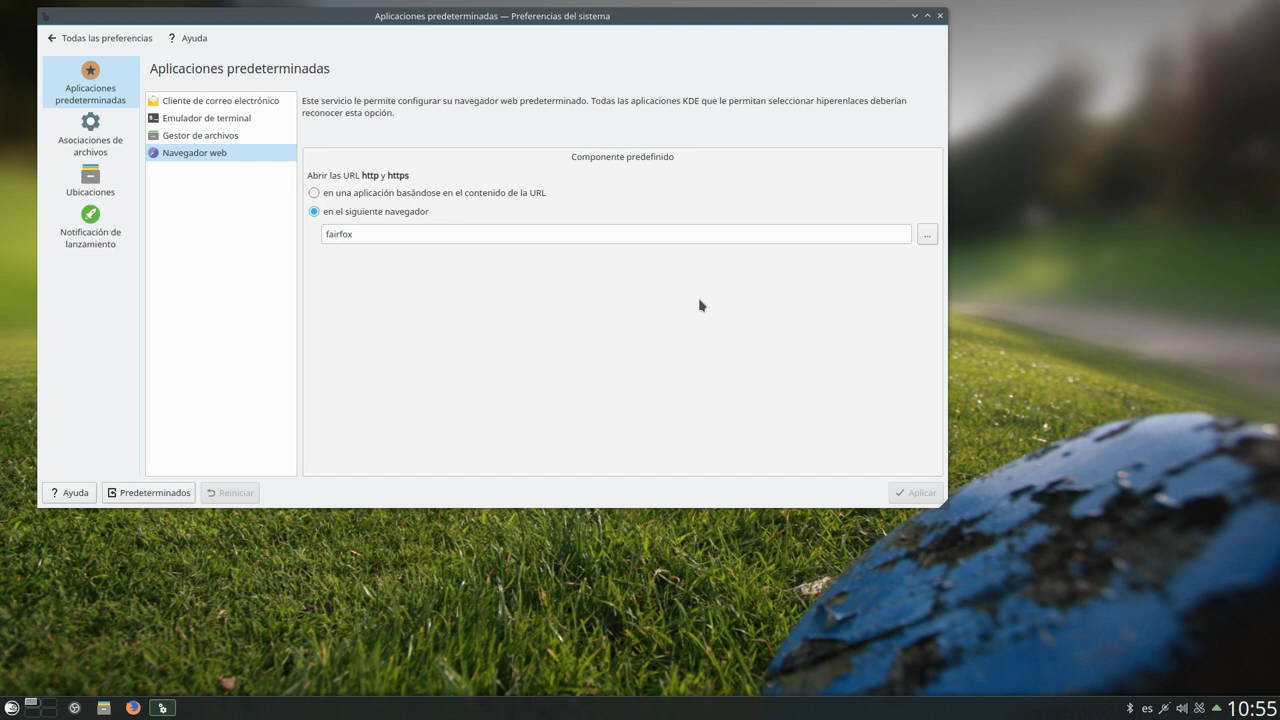 Aplicaciones predeterminadas — Preferencias del sistema
Todas las preferencias
? Ayuda
Aplicaciones predeterminadas
Asociaciones de archivos
Ubicaciones
Notificación de lanzamiento
Aplicaciones predeterminadas
Cliente de correo electrónico
Emulador de terminal
Gestor de archivos
Navegador web
Este servicio le permite configurar su navegador web predeterminado. Todas las aplicaciones KDE que le permitan seleccionar hiperenlaces deberían
reconocer esta opción.
Componente predefinido
Abrir las URL http y https
en una aplicación basándose en el contenido de la URL
en el siguiente navegador
fairfox
...
? Ayuda
Predeterminados
Reiniciar
Aplicar
es
10:55